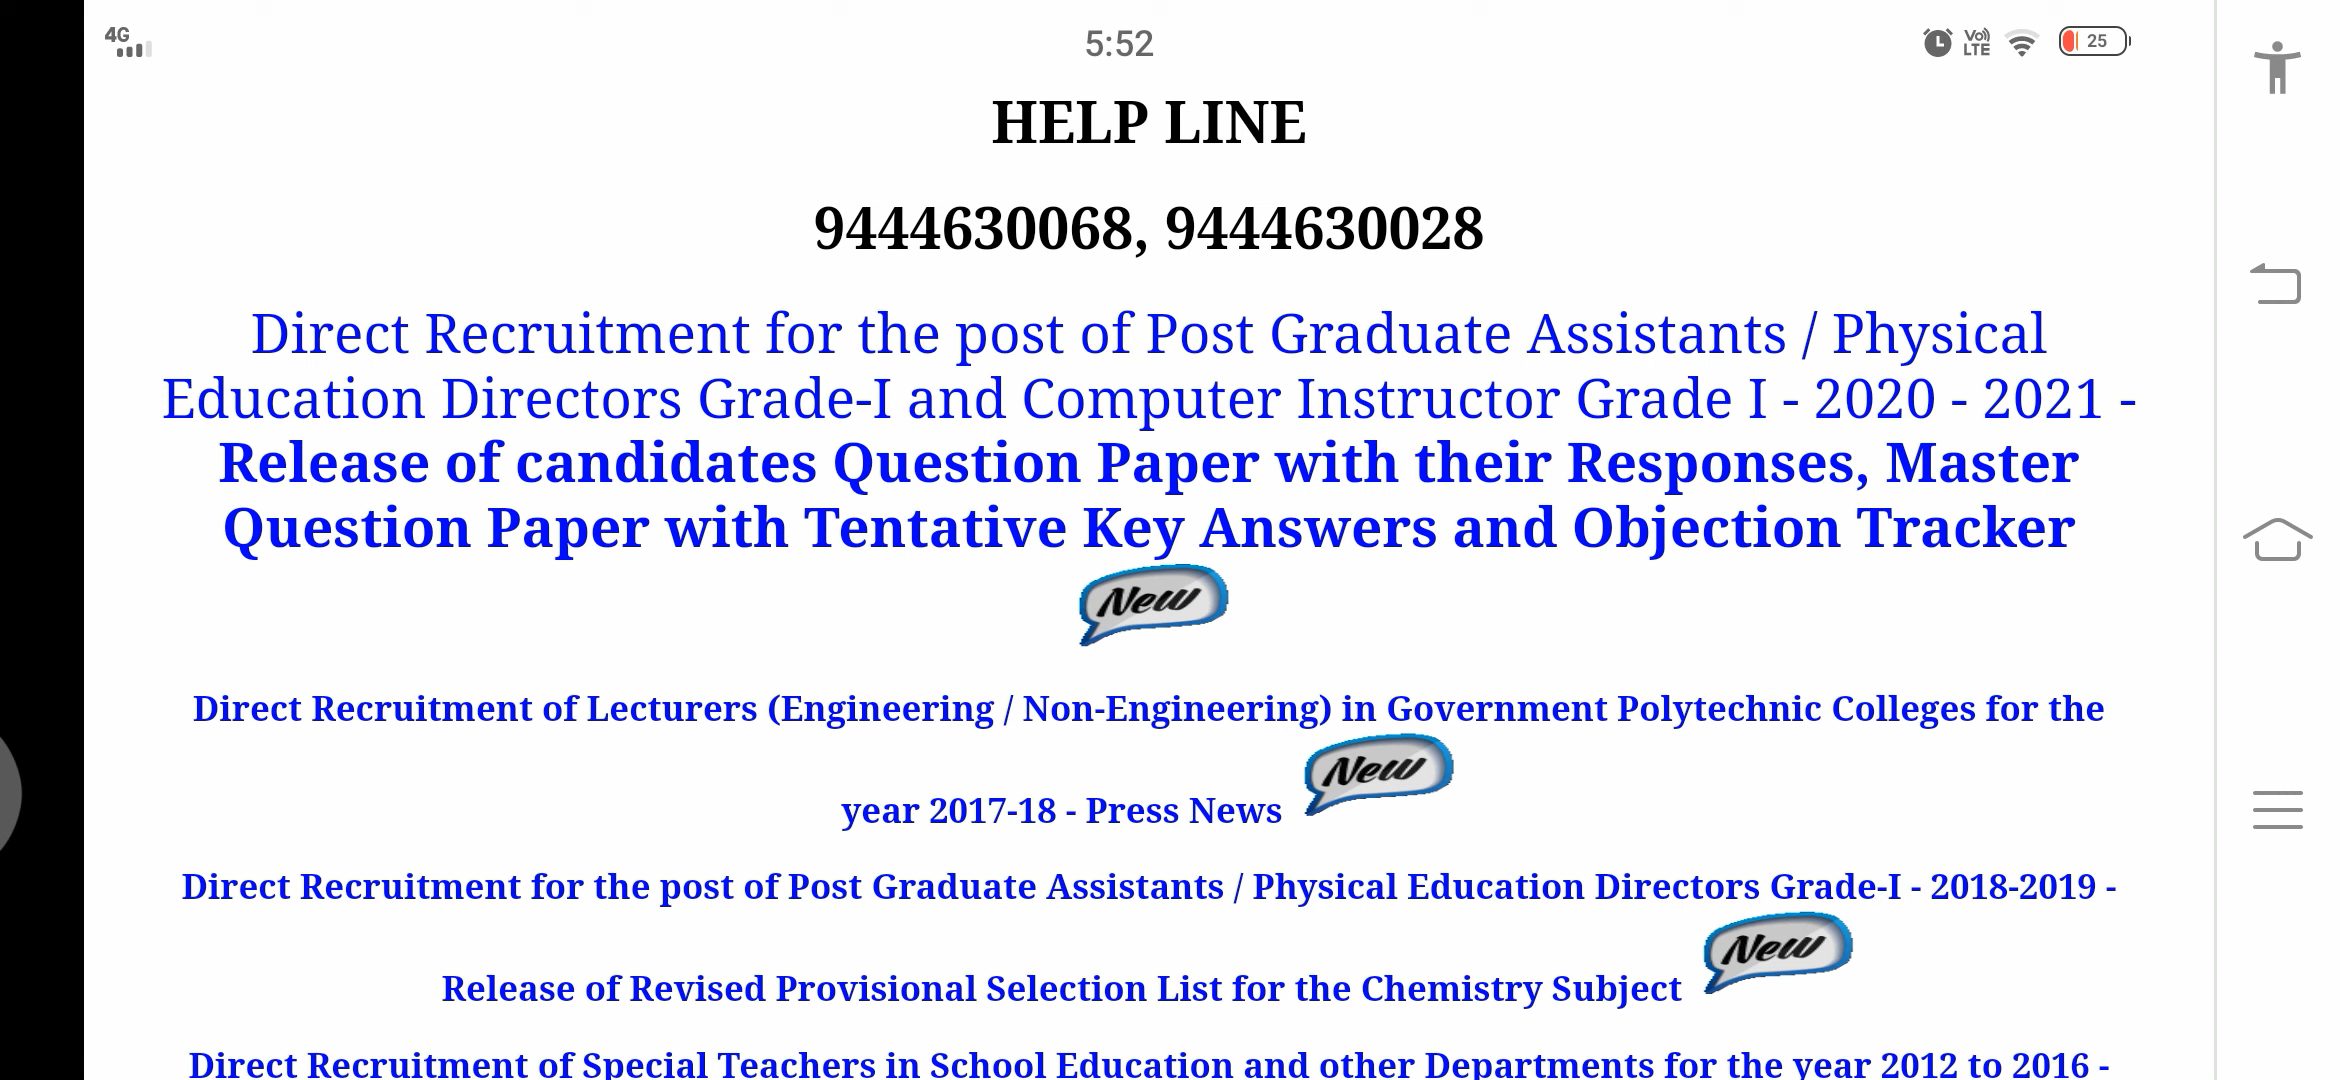 4G 5:52 Vo)) LTE 25
HELP LINE
9444630068, 9444630028
Direct Recruitment for the post of Post Graduate Assistants / Physical
Education Directors Grade-I and Computer Instructor Grade I - 2020 - 2021 -
Release of candidates Question Paper with their Responses, Master
Question Paper with Tentative Key Answers and Objection Tracker
New
Direct Recruitment of Lecturers (Engineering / Non-Engineering) in Government Polytechnic Colleges for the
year 2017-18 - Press News New
Direct Recruitment for the post of Post Graduate Assistants / Physical Education Directors Grade-I - 2018-2019 -
Release of Revised Provisional Selection List for the Chemistry Subject New
Direct Recruitment of Special Teachers in School Education and other Departments for the year 2012 to 2016 -